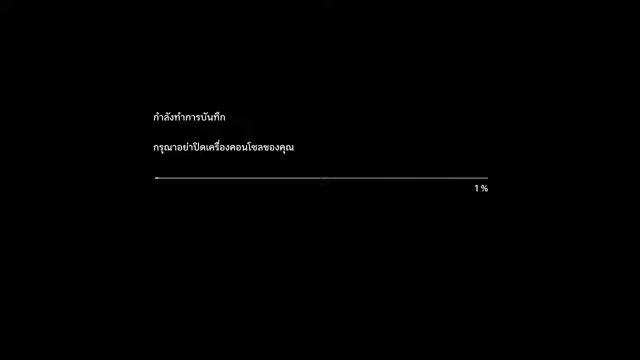 กำลังทำการบันทึก
กรุณาอย่าปิดเครื่องคอนโซลของคุณ
1 %